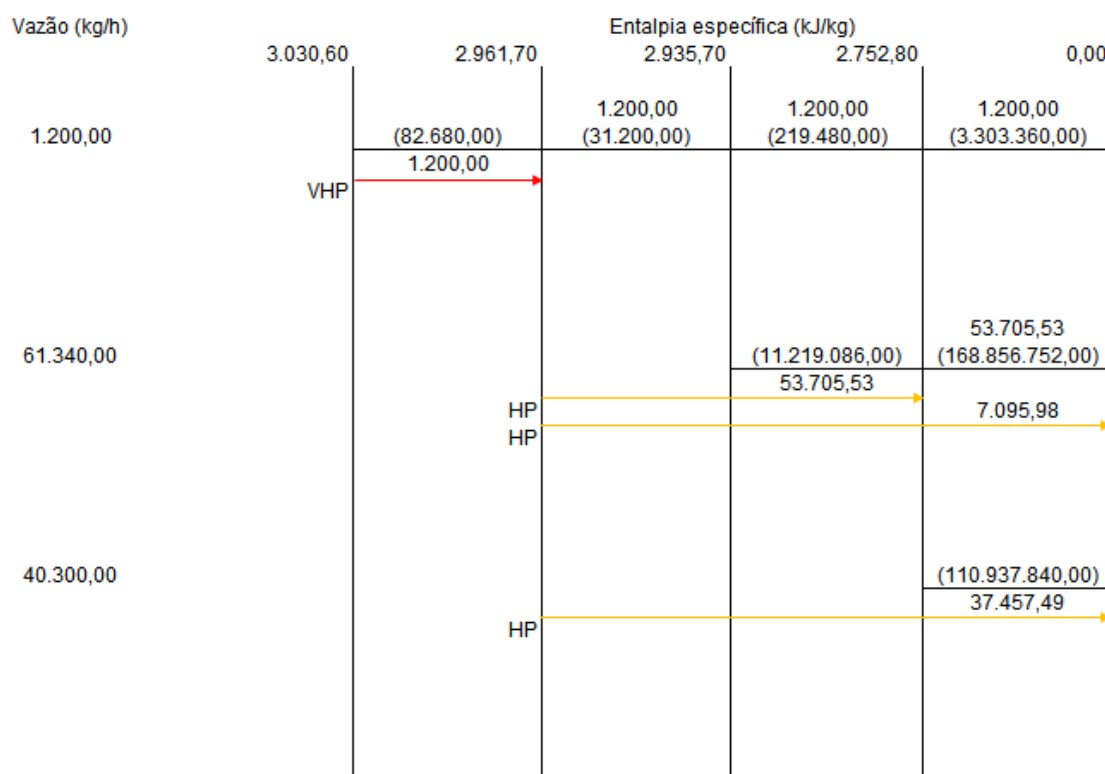 Vazão (kg/h) Entalpia específica (kJ/kg)
3.030,60 2.961,70 2.935,70 2.752,80 0,00
1.200,00 1.200,00 1.200,00
1.200,00 (82.680,00) (31.200,00) (219.480,00) (3.303.360,00)
1.200,00
VHP
53.705,53
61.340,00 (11.219.086,00) (168.856.752,00)
53.705,53
HP 7.095,98
HP
40.300,00 (110.937.840,00)
37.457,49
HP